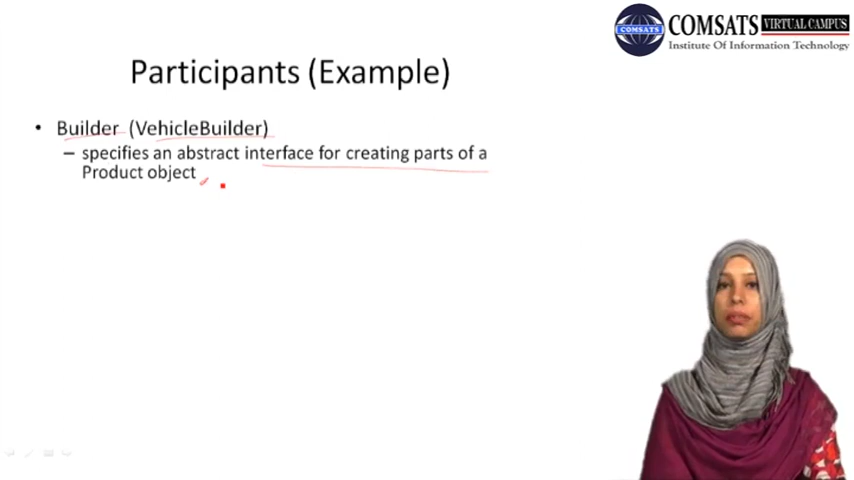 COMSATS VIRTUAL CAMPUS
COMSATS
Institute Of Information Technology
Participants (Example)
• Builder (VehicleBuilder)
– specifies an abstract interface for creating parts of a
Product object